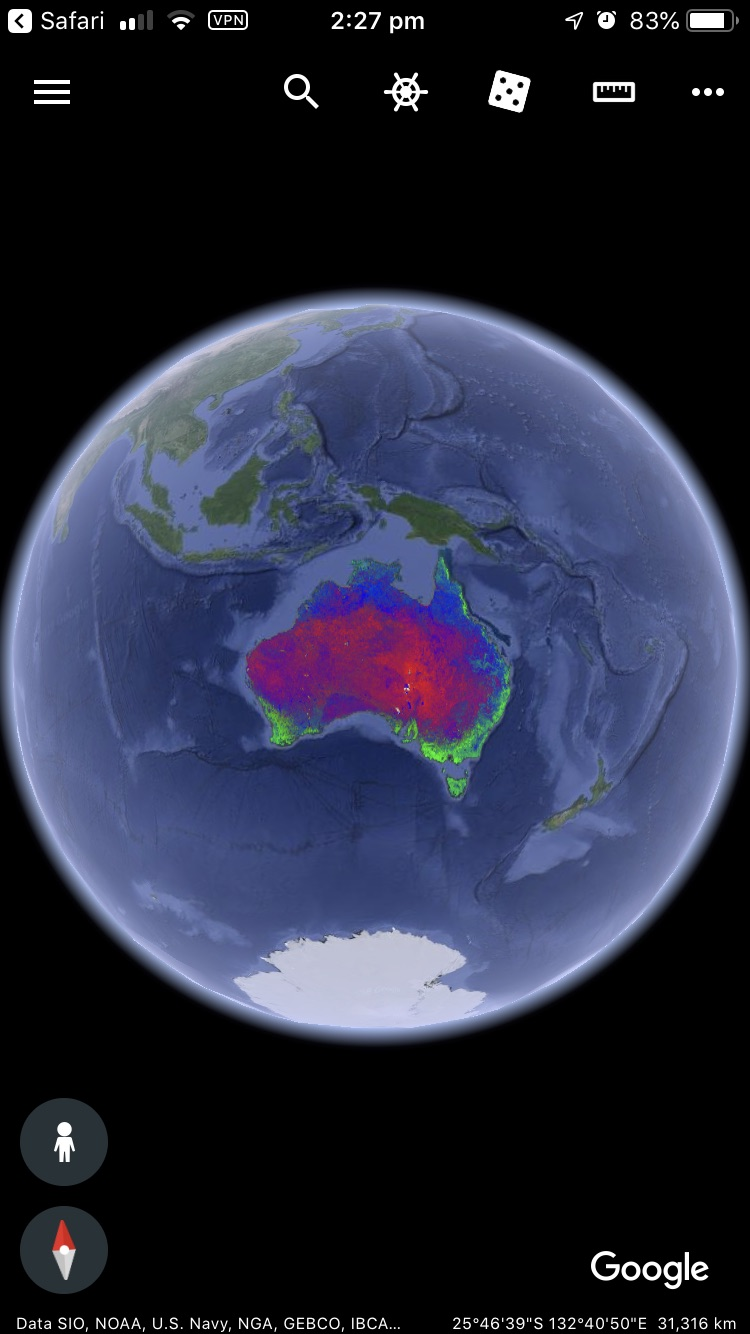 Safari VPN 2:27 pm 83%
Google
Data SIO, NOAA, U.S. Navy, NGA, GEBCO, IBCA... 25°46'39"S 132°40'50"E 31,316 km